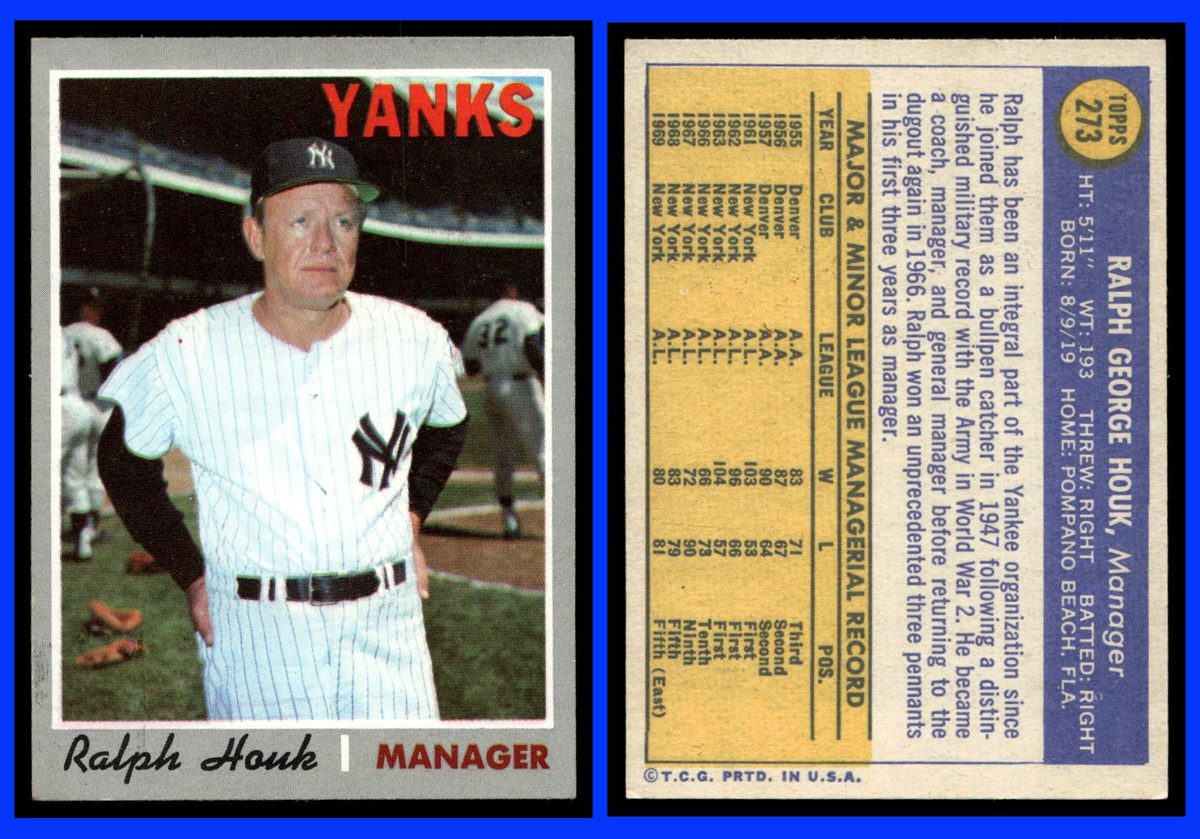 YANKS
NY
32
NY
Ralph Houk | MANAGER
TOPPS
273
RALPH GEORGE HOUK, Manager
HT: 5'11" WT: 193 THREW: RIGHT BATTED: RIGHT
BORN: 8/9/19 HOME: POMPANO BEACH, FLA.
Ralph has been an integral part of the Yankee organization since
he joined them as a bullpen catcher in 1947 following a distin-
guished military record with the Army in World War 2. He became
a coach, manager, and general manager before returning to the
dugout again in 1966. Ralph won an unprecedented three pennants
in his first three years as manager.
MAJOR & MINOR LEAGUE MANAGERIAL RECORD
YEAR CLUB LEAGUE W L POS.
1955 Denver A.A. 83 71 Third
1956 Denver A.A. 87 67 Second
1957 Denver A.A. 90 64 Second
1961 New York A.L. 103 53 First
1962 New York A.L. 96 66 First
1963 New York A.L. 104 57 First
1966 New York A.L. 66 73 Tenth
1967 New York A.L. 72 90 Ninth
1968 New York A.L. 83 79 Fifth
1969 New York A.L. 80 81 Fifth (East)
©T.C.G. PRTD. IN U.S.A.